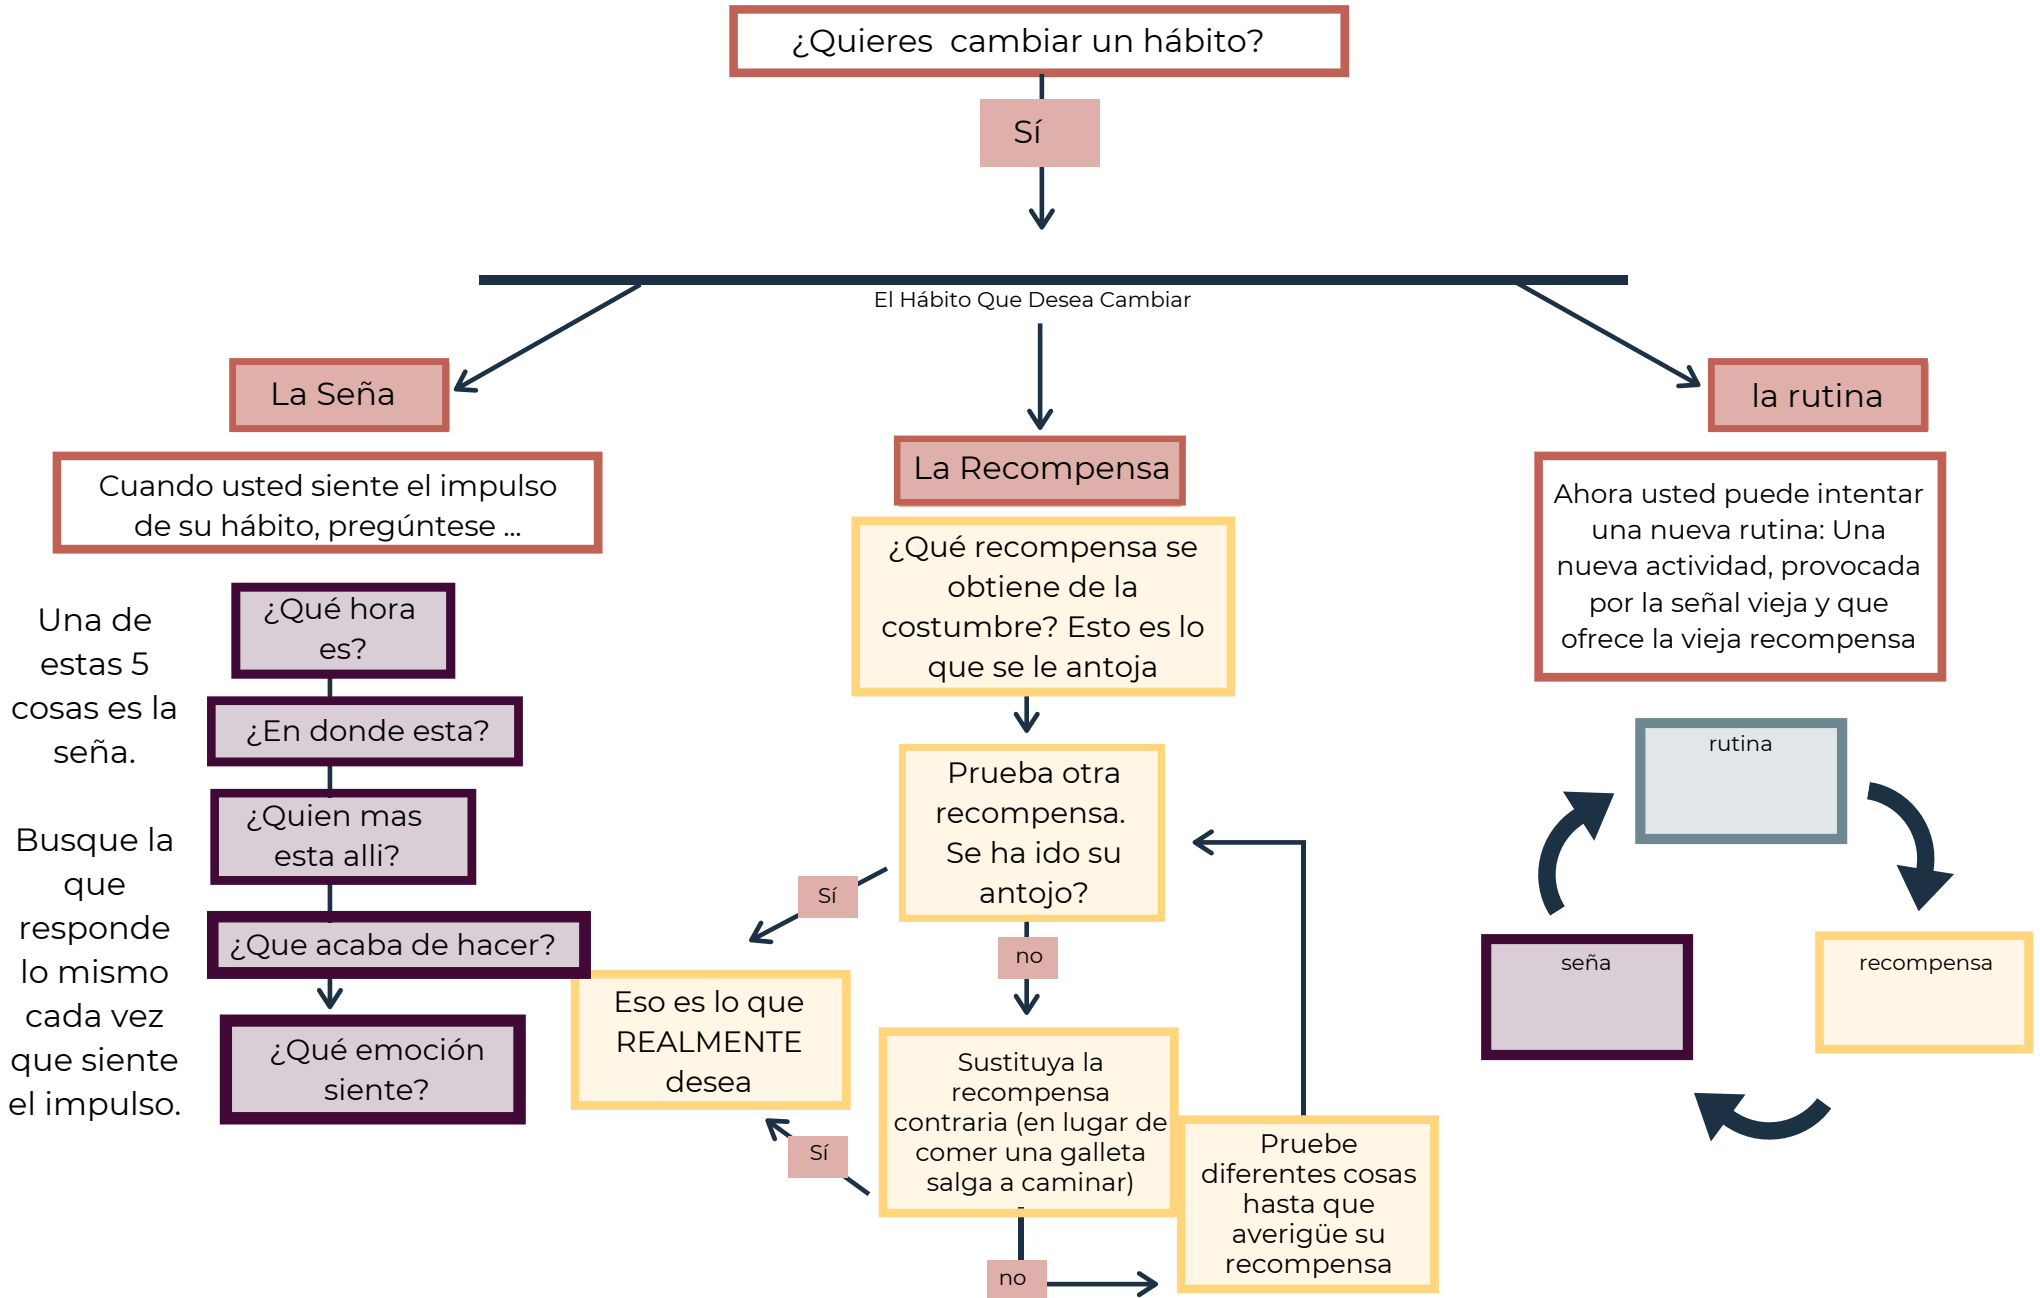 ¿Quieres  cambiar un hábito?
Sí
El Hábito Que Desea Cambiar
La Seña
Cuando usted siente el impulso
de su hábito, pregúntese ...
Una de
estas 5
cosas es la
seña.
Busque la
que
responde
lo mismo
cada vez
que siente
el impulso.
¿Qué hora
es?
¿En donde esta?
¿Quien mas
esta alli?
¿Que acaba de hacer?
¿Qué emoción
siente?
La Recompensa
¿Qué recompensa se
obtiene de la
costumbre? Esto es lo
que se le antoja
Prueba otra
recompensa.
Se ha ido su
antojo?
Sí
no
Eso es lo que
REALMENTE
desea
Sustituya la
recompensa
contraria (en lugar de
comer una galleta
salga a caminar)
Sí
no
Pruebe
diferentes cosas
hasta que
averigüe su
recompensa
la rutina
Ahora usted puede intentar
una nueva rutina: Una
nueva actividad, provocada
por la señal vieja y que
ofrece la vieja recompensa
rutina
seña
recompensa